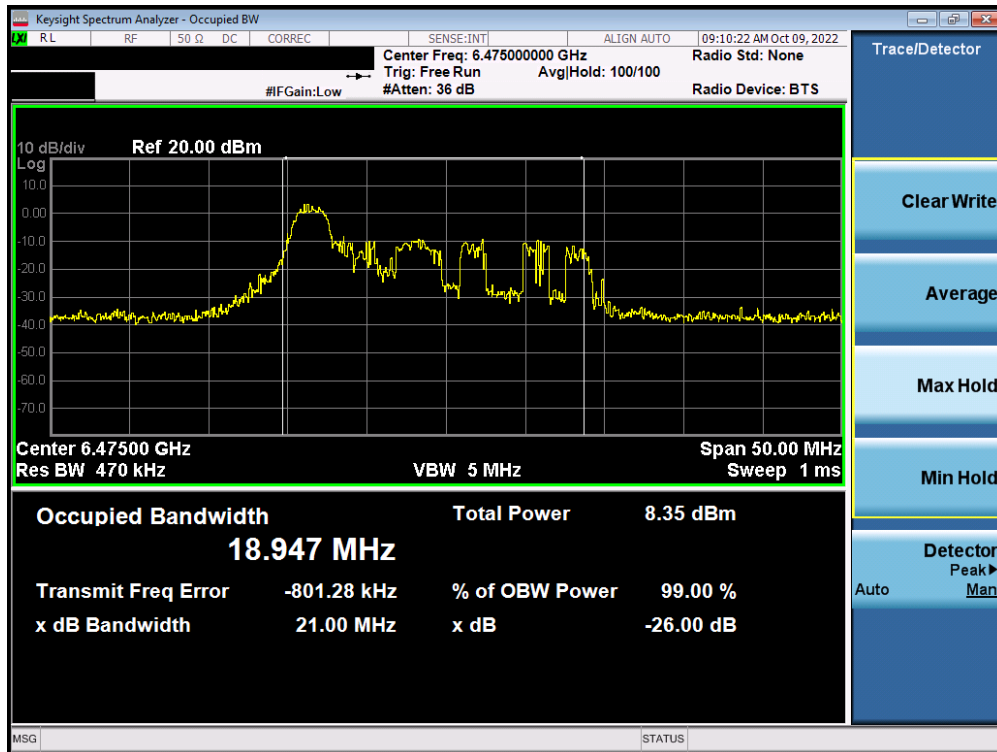 Keysight Spectrum Analyzer - Occupied BW
LXI RL RF 50 Ω DC CORREC SENSE:INT ALIGN AUTO 09:10:22 AM Oct 09, 2022
Center Freq: 6.475000000 GHz Radio Std: None
Trig: Free Run Avg|Hold: 100/100
#IFGain:Low #Atten: 36 dB Radio Device: BTS
10 dB/div Ref 20.00 dBm
Log
10.0
0.00
-10.0
-20.0
-30.0
-40.0
-50.0
-60.0
-70.0
Center 6.47500 GHz Span 50.00 MHz
Res BW 470 kHz VBW 5 MHz Sweep 1 ms
Occupied Bandwidth Total Power 8.35 dBm
18.947 MHz
Transmit Freq Error -801.28 kHz % of OBW Power 99.00 %
x dB Bandwidth 21.00 MHz x dB -26.00 dB
MSG STATUS
Trace/Detector
Clear Write
Average
Max Hold
Min Hold
Detector
Peak▶
Auto Man